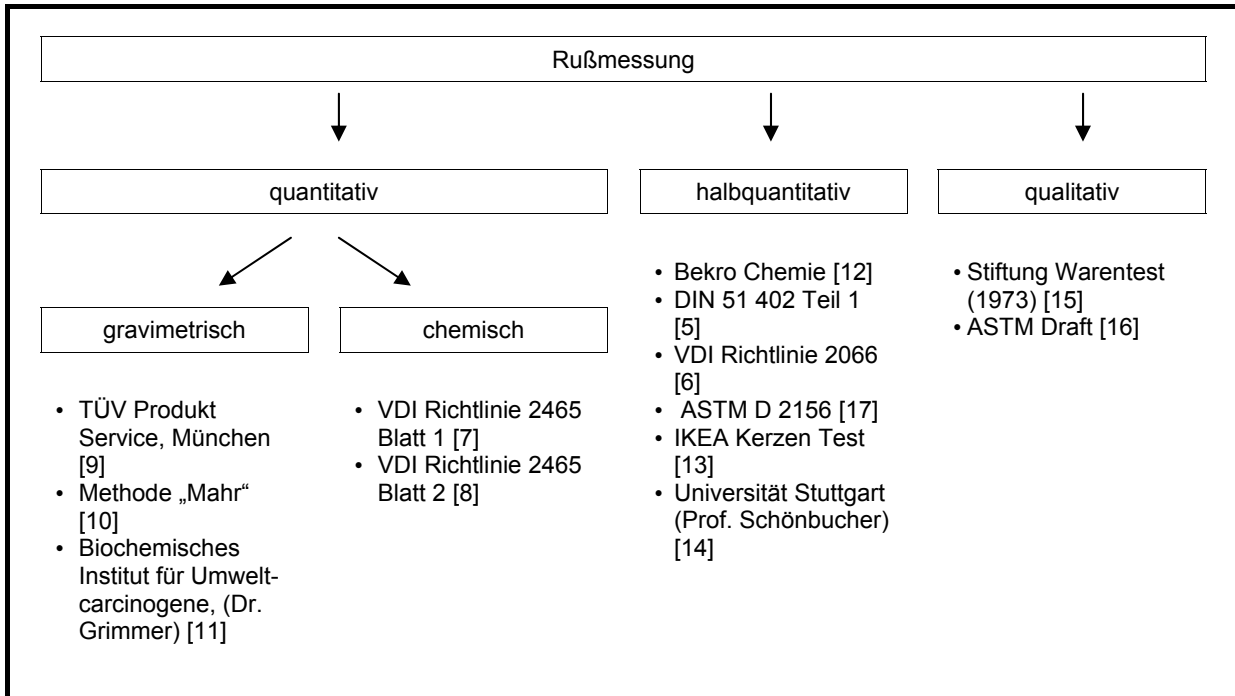 Rußmessung
quantitativ
halbquantitativ
qualitativ
gravimetrisch
chemisch
• TÜV Produkt
Service, München
[9]
• Methode „Mahr“
[10]
• Biochemisches
Institut für Umwelt-
carcinogene, (Dr.
Grimmer) [11]
• VDI Richtlinie 2465
Blatt 1 [7]
• VDI Richtlinie 2465
Blatt 2 [8]
• Bekro Chemie [12]
• DIN 51 402 Teil 1
[5]
• VDI Richtlinie 2066
[6]
• ASTM D 2156 [17]
• IKEA Kerzen Test
[13]
• Universität Stuttgart
(Prof. Schönbucher)
[14]
• Stiftung Warentest
(1973) [15]
• ASTM Draft [16]